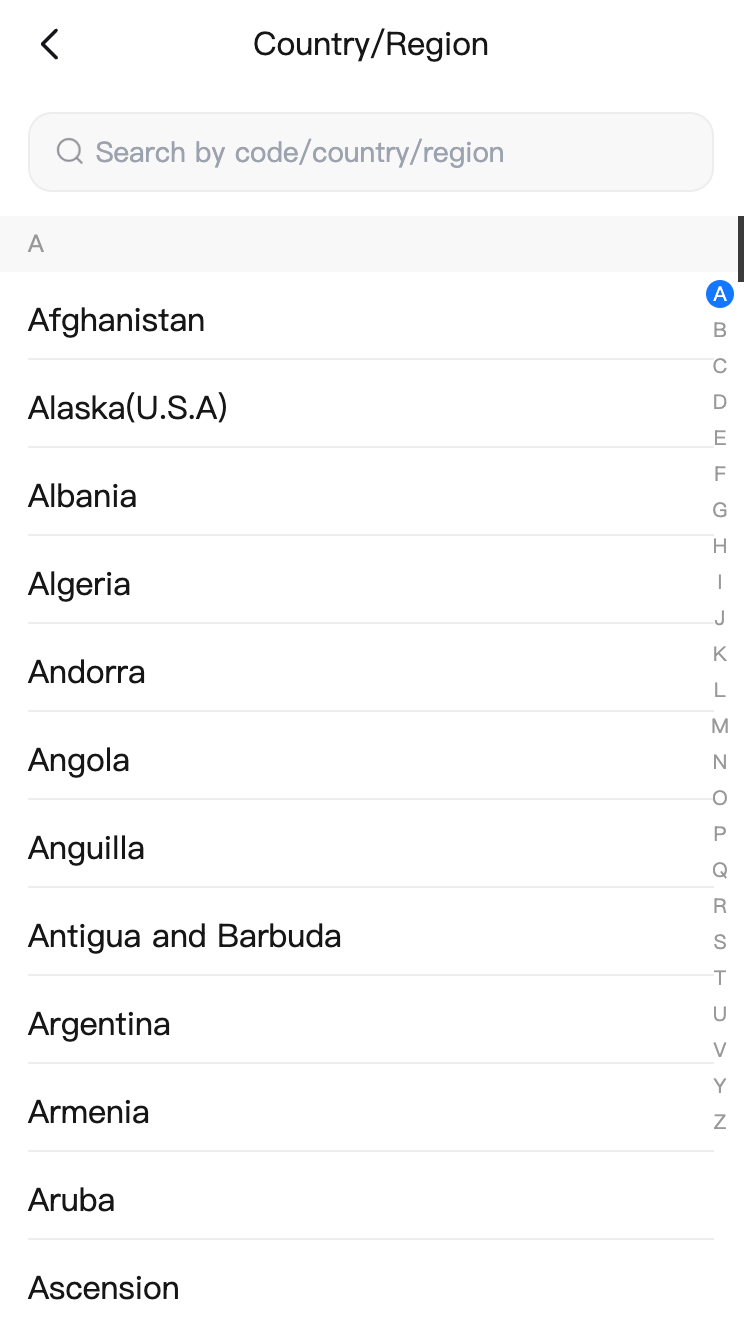 Country/Region
Search by code/country/region
A
Afghanistan
Alaska(U.S.A)
Albania
Algeria
Andorra
Angola
Anguilla
Antigua and Barbuda
Argentina
Armenia
Aruba
Ascension
A
B
C
D
E
F
G
H
I
J
K
L
M
N
O
P
Q
R
S
T
U
V
Y
Z